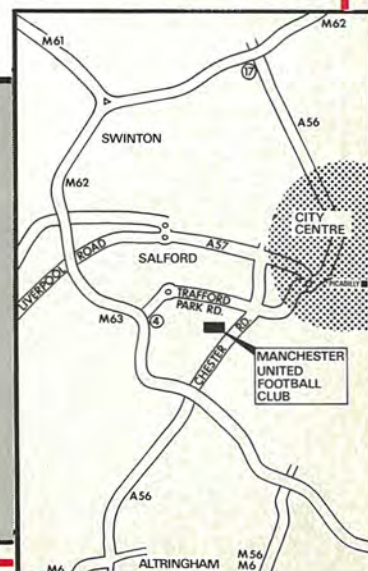 M62
M61
17
A56
SWINTON
M62
CITY
CENTRE
A57
SALFORD
LIVERPOOL ROAD
PICADILLY
TRAFFORD
PARK RD.
M63
4
CHESTER RD.
MANCHESTER
UNITED
FOOTBALL
CLUB
A56
ALTRINGHAM
M56
M6
M6